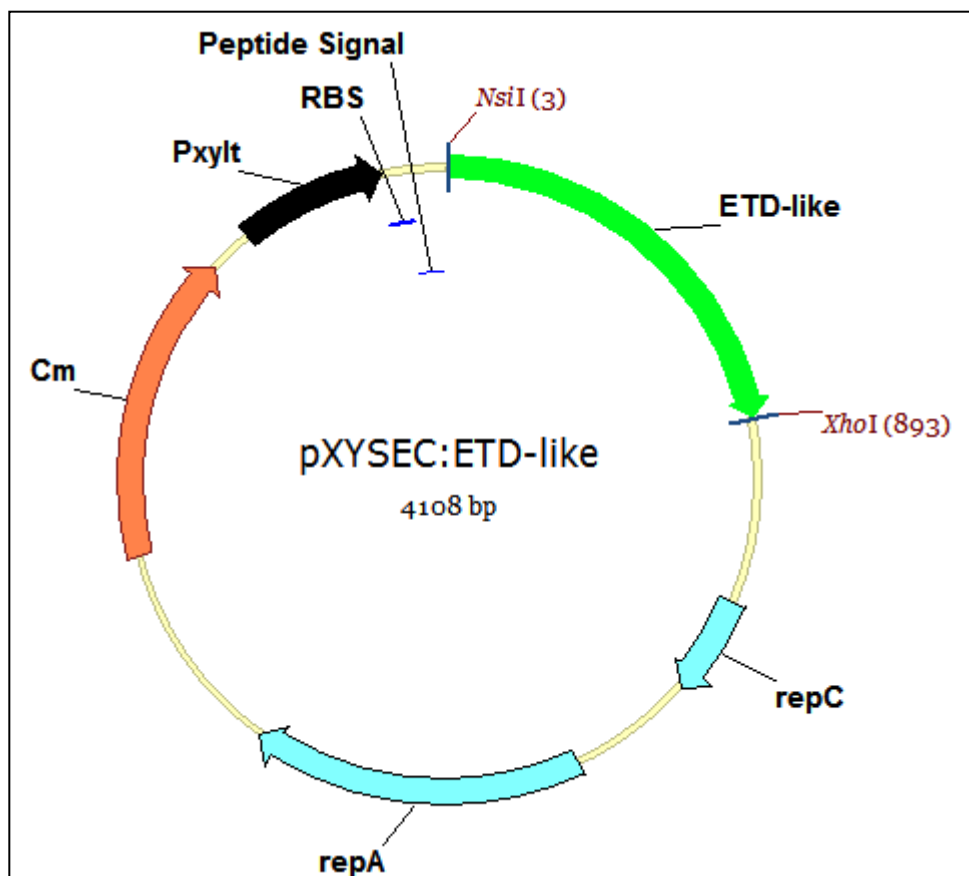 Peptide Signal
RBS
NsiI (3)
Pxylt
ETD-like
Cm
XhoI (893)
pXYSEC:ETD-like
4108 bp
repC
repA